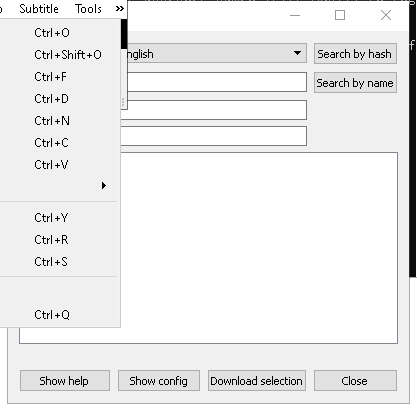 Subtitle Tools »
Ctrl+O
Ctrl+Shift+O
Ctrl+F
Ctrl+D
Ctrl+N
Ctrl+C
Ctrl+V
Ctrl+Y
Ctrl+R
Ctrl+S
Ctrl+Q
nglish
Search by hash
Search by name
Show help
Show config
Download selection
Close